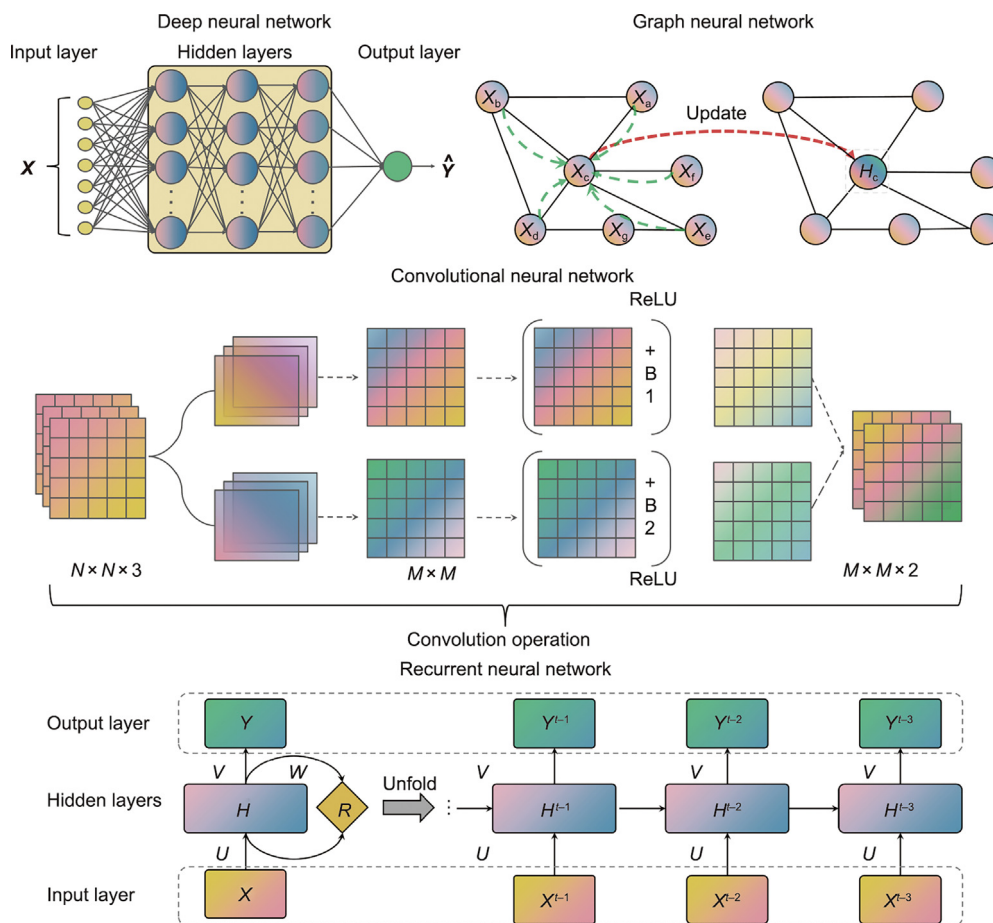 Deep neural network
Input layer
Hidden layers
Output layer
X
Ŷ
Graph neural network
X_b
X_a
Update
X_c
X_f
H_c
X_d
X_g
X_e
Convolutional neural network
ReLU
+
B
1
+
B
2
N × N × 3
M × M
ReLU
M × M × 2
Convolution operation
Recurrent neural network
Output layer
Y
Y^{t–1}
Y^{t–2}
Y^{t–3}
V
W
V
V
V
Hidden layers
H
R
Unfold
H^{t–1}
H^{t–2}
H^{t–3}
U
U
U
U
Input layer
X
X^{t–1}
X^{t–2}
X^{t–3}